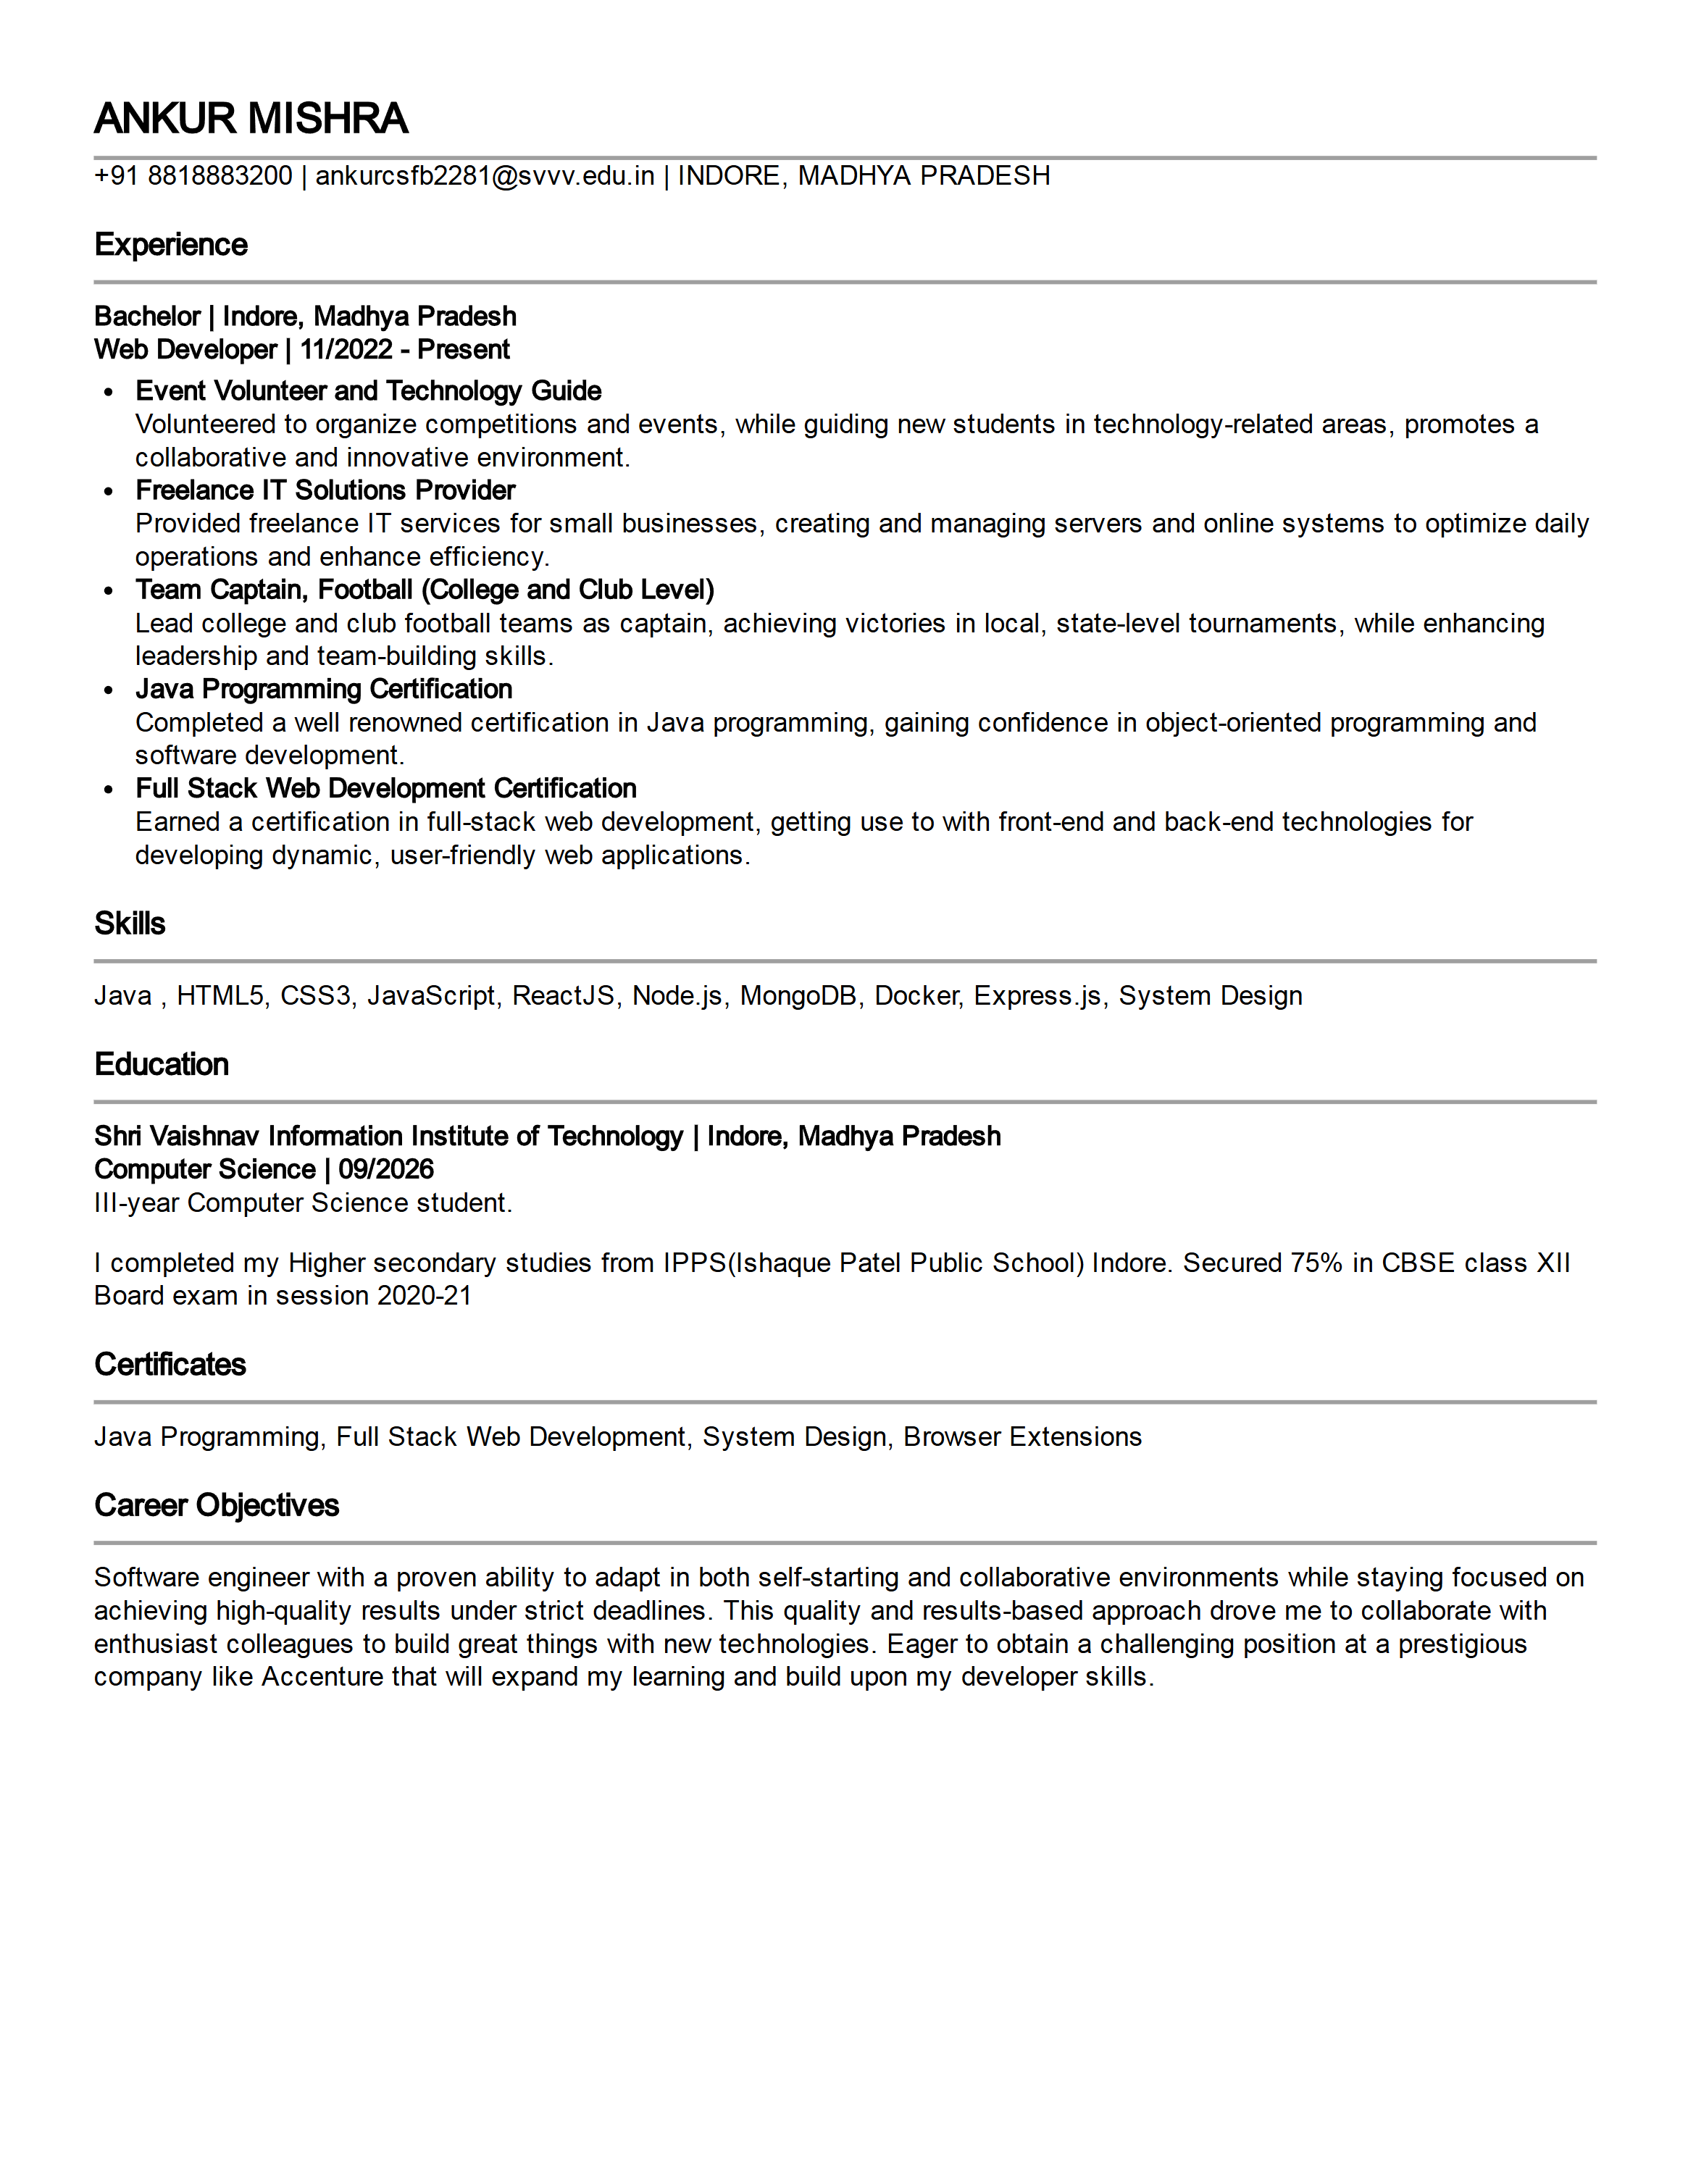 ANKUR MISHRA
+91 8818883200 | ankurcsfb2281@svvv.edu.in | INDORE, MADHYA PRADESH
Experience
Bachelor | Indore, Madhya Pradesh
Web Developer | 11/2022 - Present
• Event Volunteer and Technology Guide
Volunteered to organize competitions and events, while guiding new students in technology-related areas, promotes a
collaborative and innovative environment.
• Freelance IT Solutions Provider
Provided freelance IT services for small businesses, creating and managing servers and online systems to optimize daily
operations and enhance efficiency.
• Team Captain, Football (College and Club Level)
Lead college and club football teams as captain, achieving victories in local, state-level tournaments, while enhancing
leadership and team-building skills.
• Java Programming Certification
Completed a well renowned certification in Java programming, gaining confidence in object-oriented programming and
software development.
• Full Stack Web Development Certification
Earned a certification in full-stack web development, getting use to with front-end and back-end technologies for
developing dynamic, user-friendly web applications.
Skills
Java , HTML5, CSS3, JavaScript, ReactJS, Node.js, MongoDB, Docker, Express.js, System Design
Education
Shri Vaishnav Information Institute of Technology | Indore, Madhya Pradesh
Computer Science | 09/2026
III-year Computer Science student.
I completed my Higher secondary studies from IPPS(Ishaque Patel Public School) Indore. Secured 75% in CBSE class XII
Board exam in session 2020-21
Certificates
Java Programming, Full Stack Web Development, System Design, Browser Extensions
Career Objectives
Software engineer with a proven ability to adapt in both self-starting and collaborative environments while staying focused on
achieving high-quality results under strict deadlines. This quality and results-based approach drove me to collaborate with
enthusiast colleagues to build great things with new technologies. Eager to obtain a challenging position at a prestigious
company like Accenture that will expand my learning and build upon my developer skills.